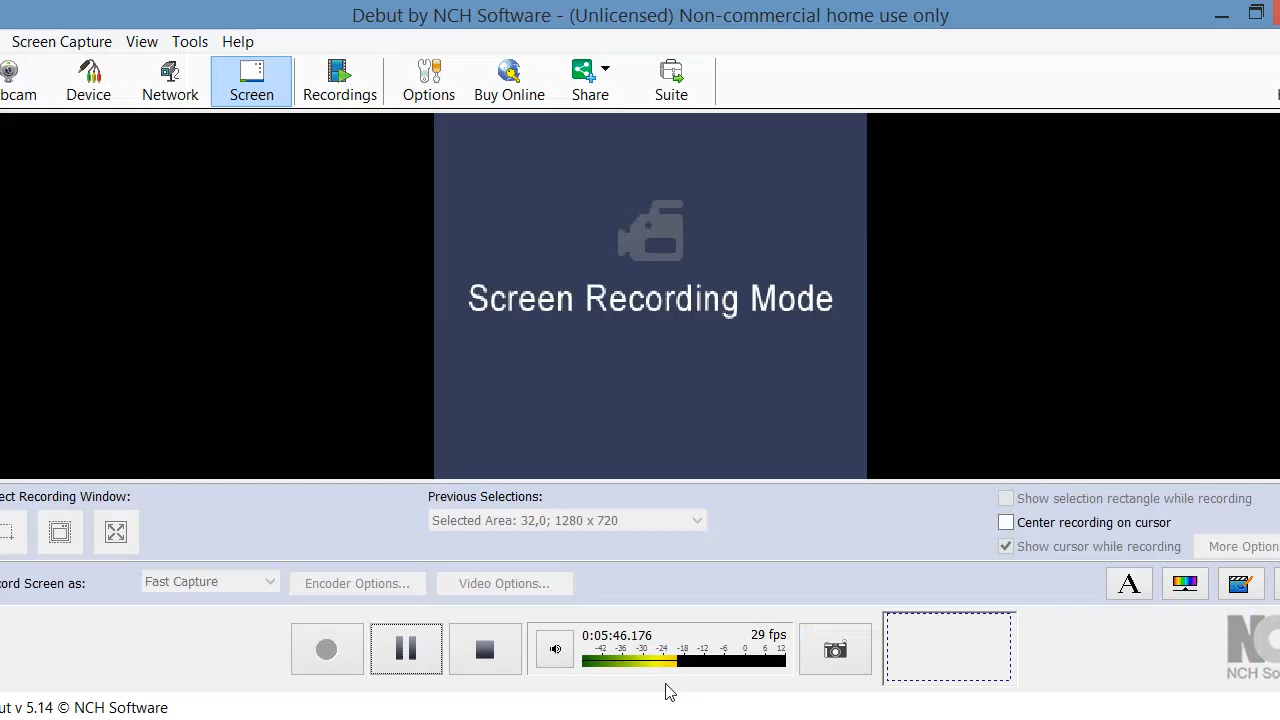 Debut by NCH Software - (Unlicensed) Non-commercial home use only
Screen Capture View Tools Help
bcam Device Network Screen Recordings Options Buy Online Share Suite
Screen Recording Mode
ect Recording Window: Previous Selections: Show selection rectangle while recording
Selected Area: 32,0; 1280 x 720 Center recording on cursor
Show cursor while recording More Option
ord Screen as: Fast Capture Encoder Options... Video Options... A
0:05:46.176 29 fps
-42 -36 -30 -24 -18 -12 -6 0 6 12
NC
NCH So
ut v 5.14 © NCH Software